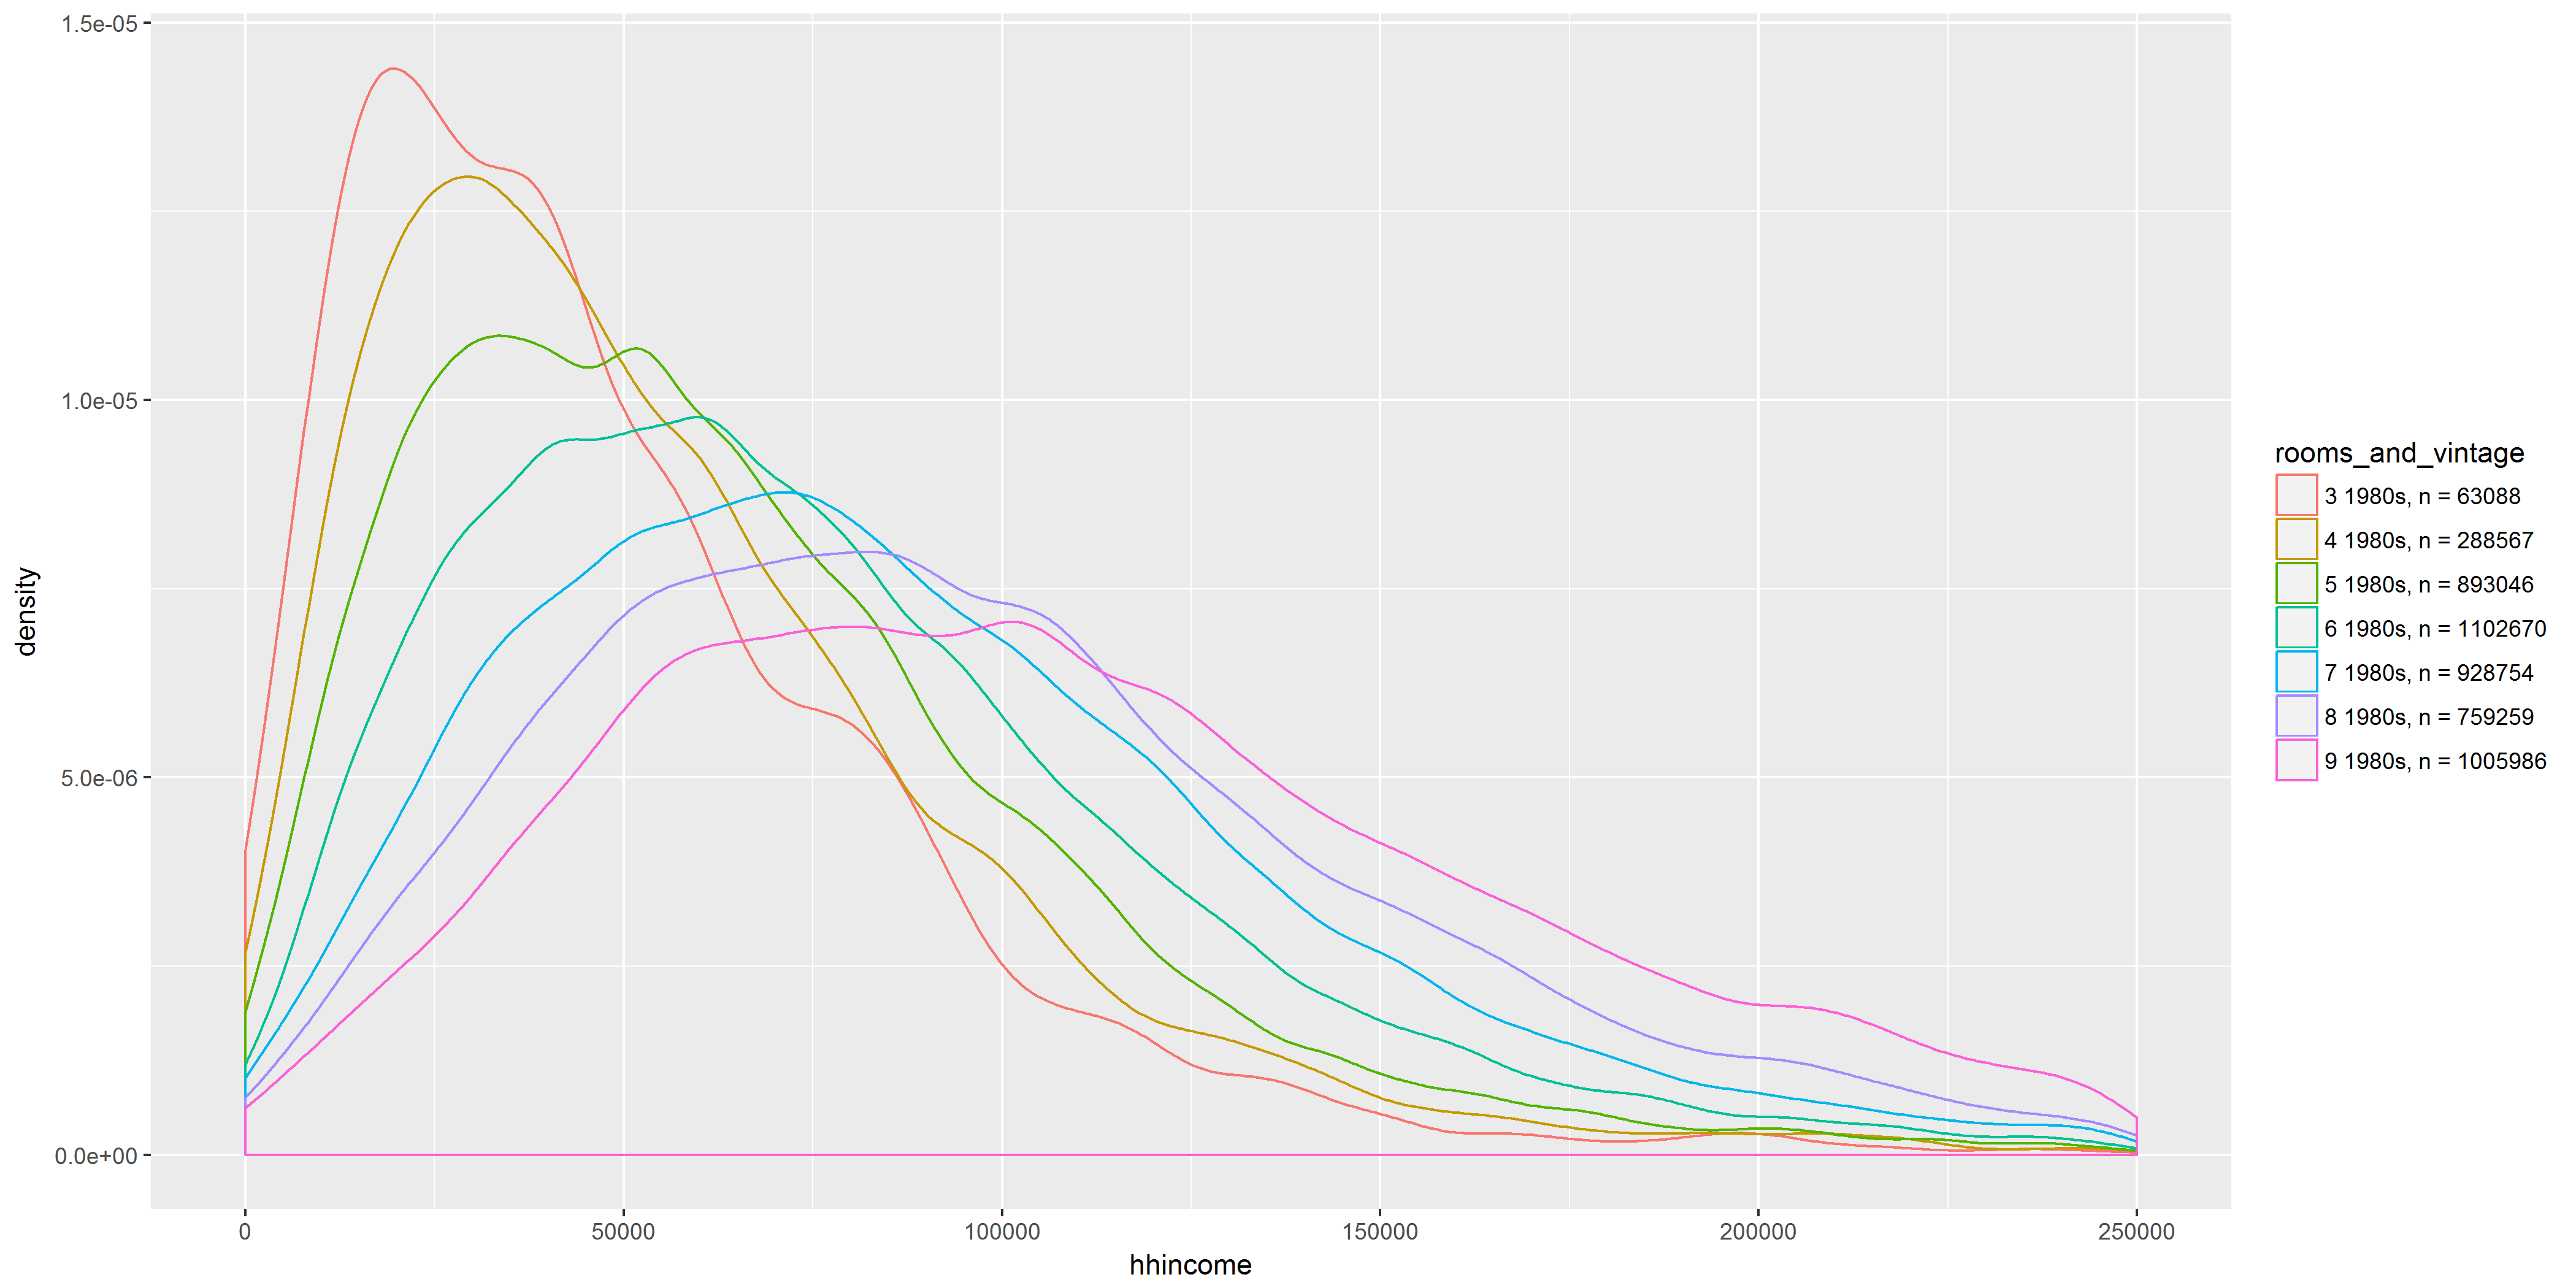 1.5e-05
1.0e-05
5.0e-06
0.0e+00
density
0 50000 100000 150000 200000 250000
hhincome
rooms_and_vintage
3 1980s, n = 63088
4 1980s, n = 288567
5 1980s, n = 893046
6 1980s, n = 1102670
7 1980s, n = 928754
8 1980s, n = 759259
9 1980s, n = 1005986